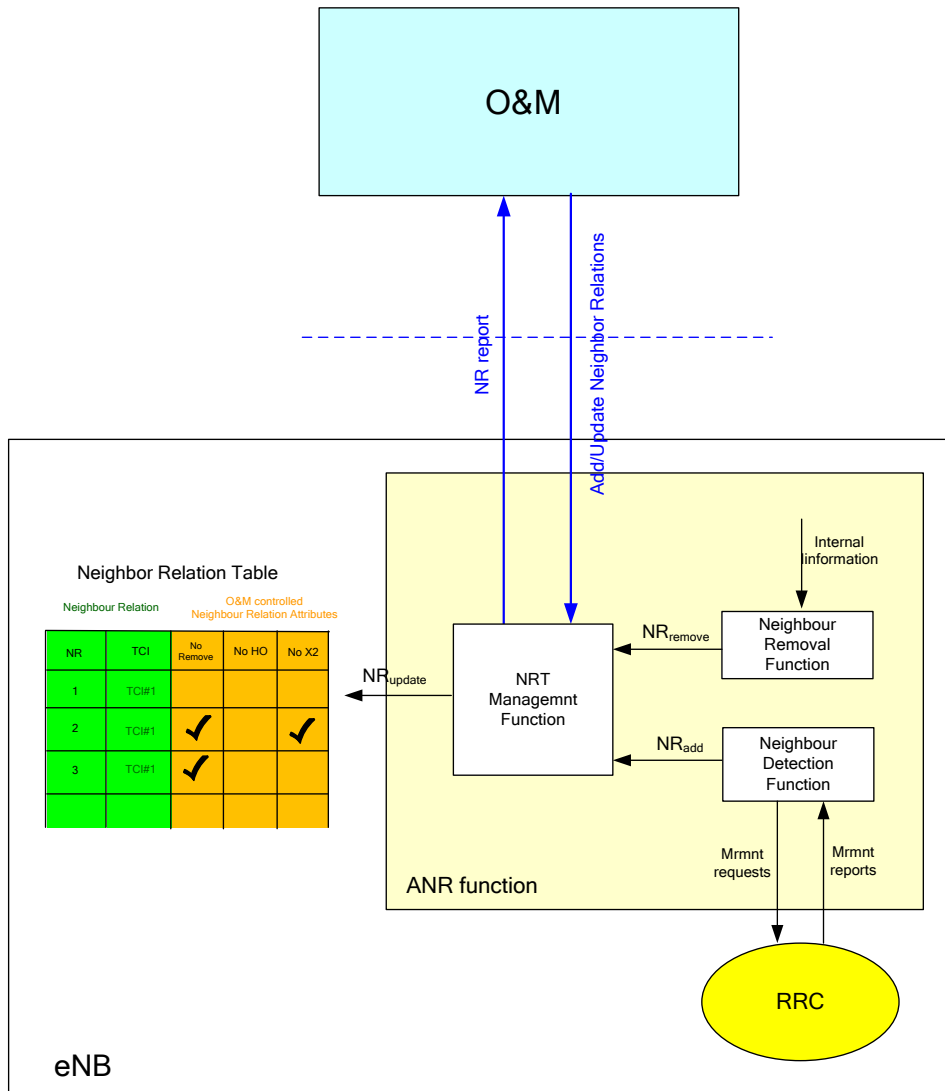 O&M
NR report
Add/Update Neighbor Relations
Internal
Iinformation
Neighbor Relation Table
Neighbour Relation
O&M controlled
Neighbour Relation Attributes
NR TCI No Remove No HO No X2
1 TCI#1
2 TCI#1 ✓ ✓
3 TCI#1 ✓
NRupdate
NRT
Managemnt
Function
NRremove
Neighbour
Removal
Function
NRadd
Neighbour
Detection
Function
Mrmnt
requests
Mrmnt
reports
ANR function
RRC
eNB